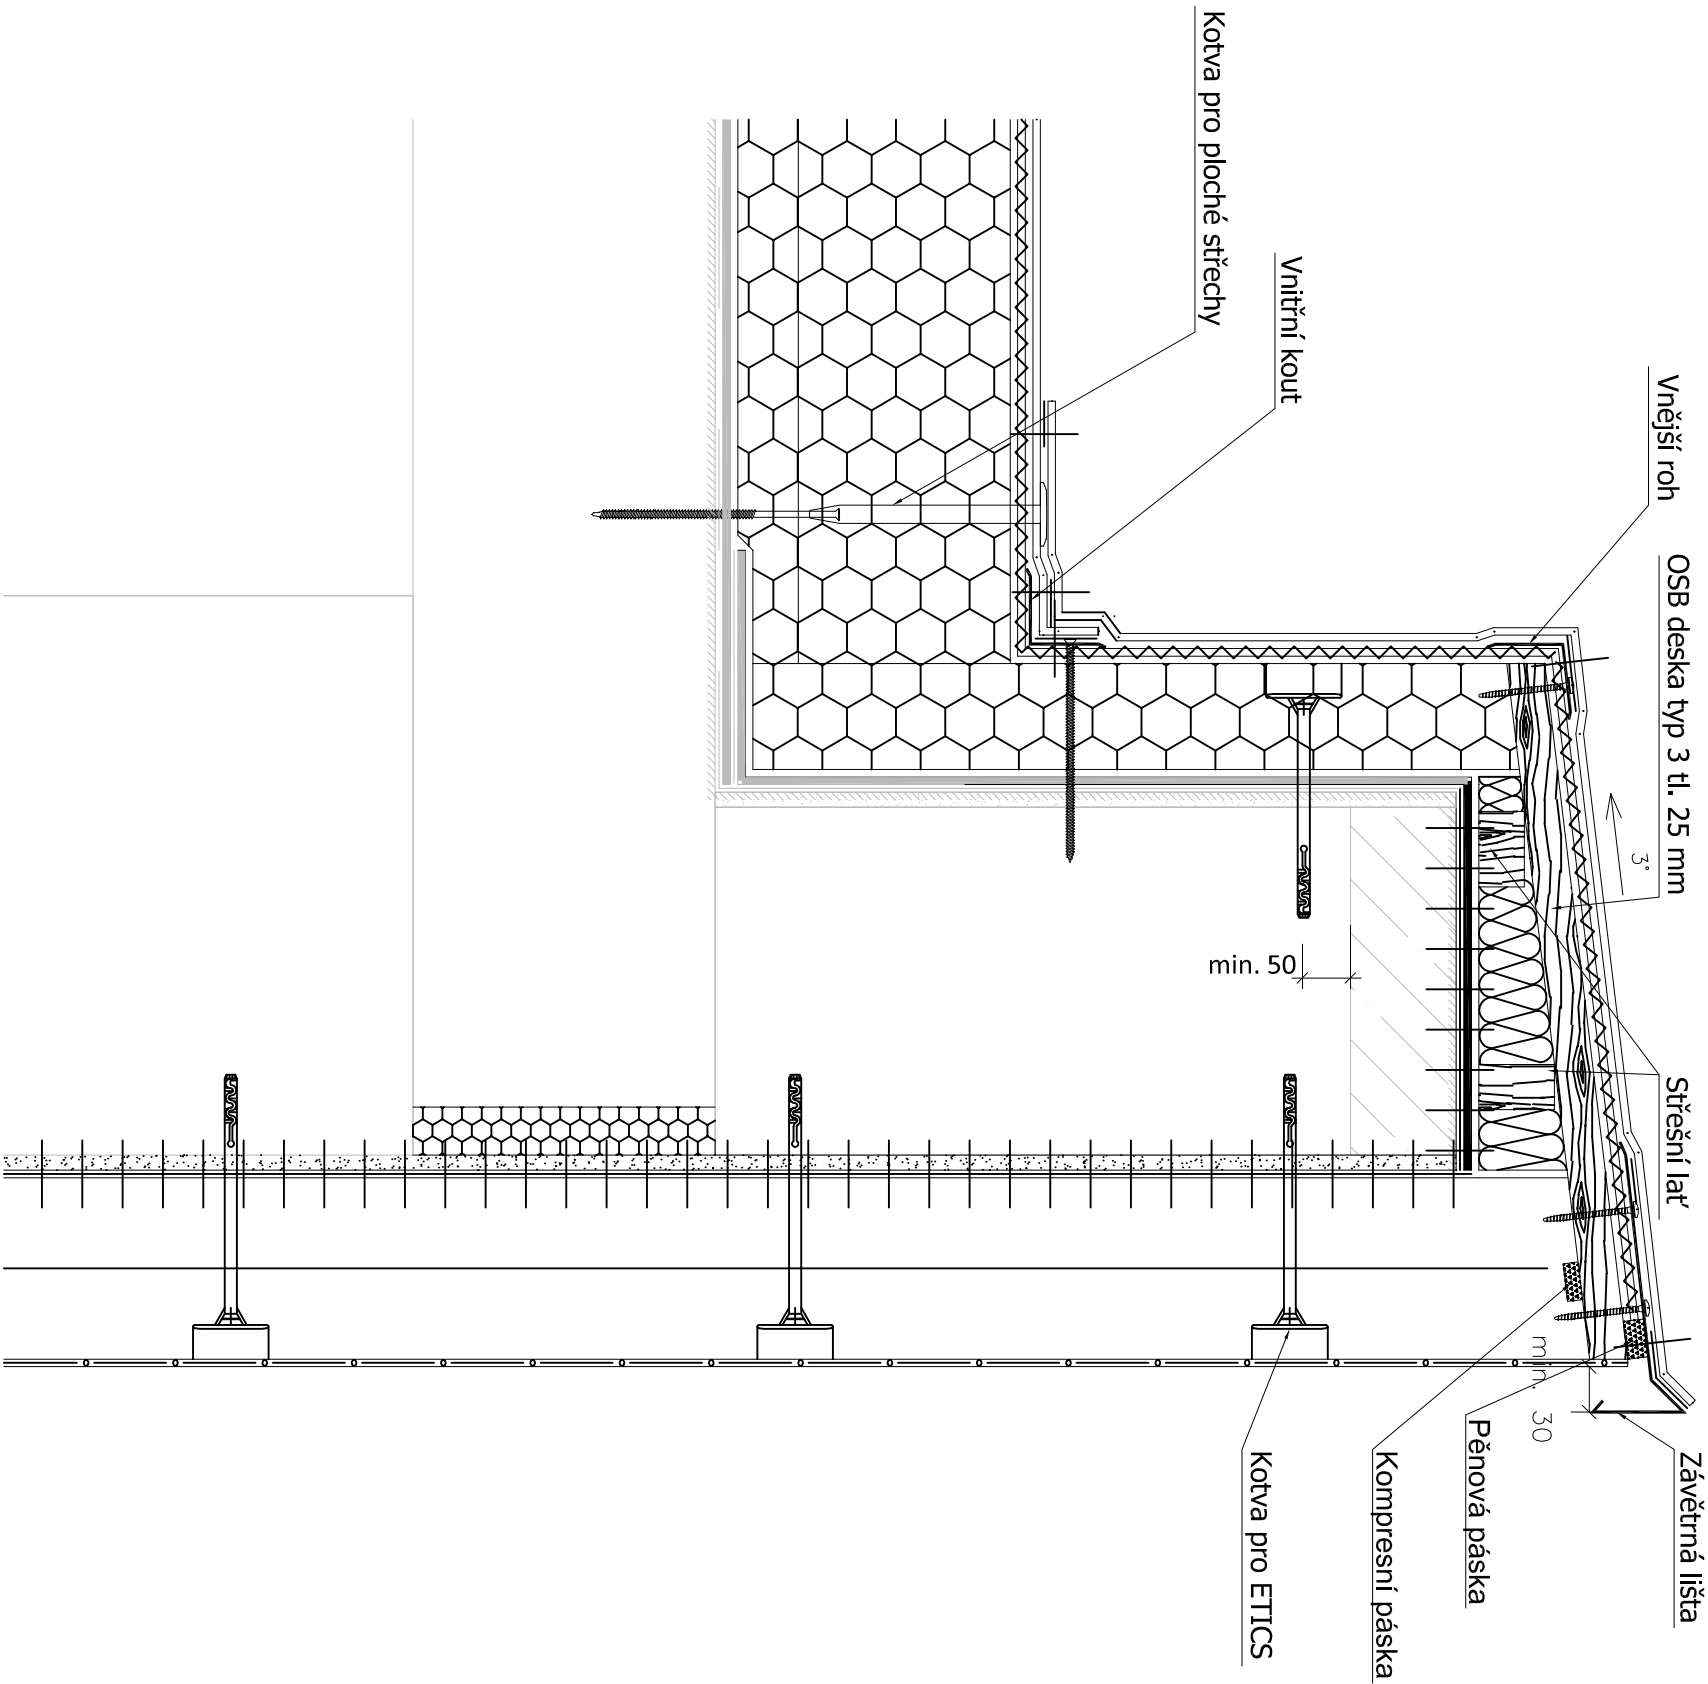 Kotva pro ploché střechy
Vnitřní kout
Vnější roh
OSB deska typ 3 tl. 25 mm
3°
Střešní lať
min. 50
min. 30
Závětrná lišta
Pěnová páska
Kompresní páska
Kotva pro ETICS